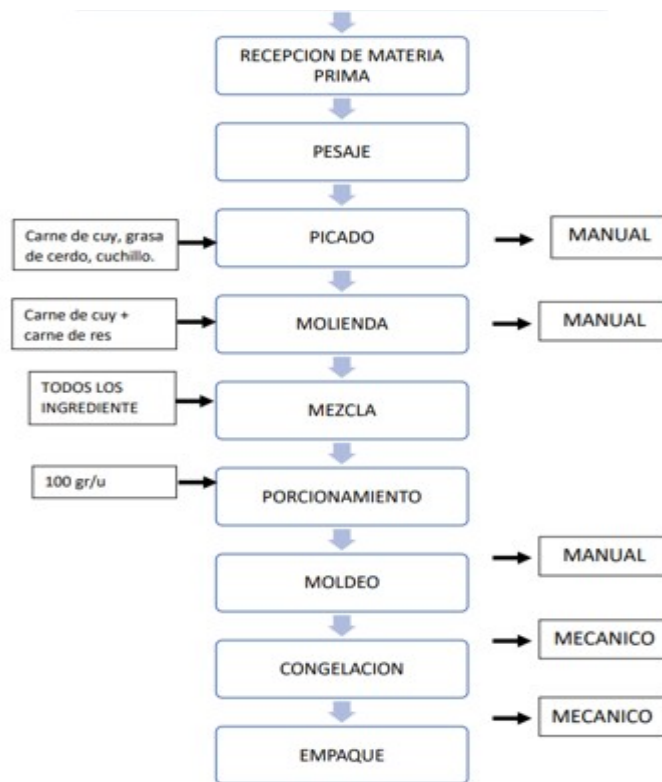 RECEPCION DE MATERIA
PRIMA
PESAJE
Carne de cuy, grasa
de cerdo, cuchillo.
PICADO
MANUAL
Carne de cuy +
carne de res
MOLIENDA
MANUAL
TODOS LOS
INGREDIENTE
MEZCLA
100 gr/u
PORCIONAMIENTO
MOLDEO
MANUAL
CONGELACION
MECANICO
EMPAQUE
MECANICO